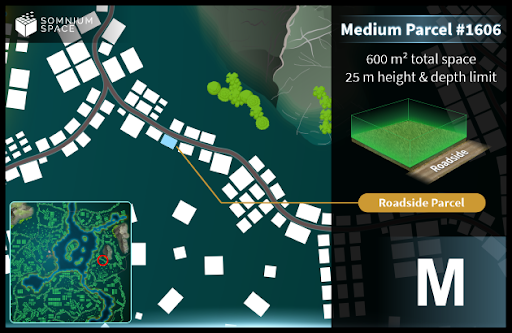 SOMNIUM
SPACE
Medium Parcel #1606
600 m² total space
25 m height & depth limit
Roadside
Roadside Parcel
M